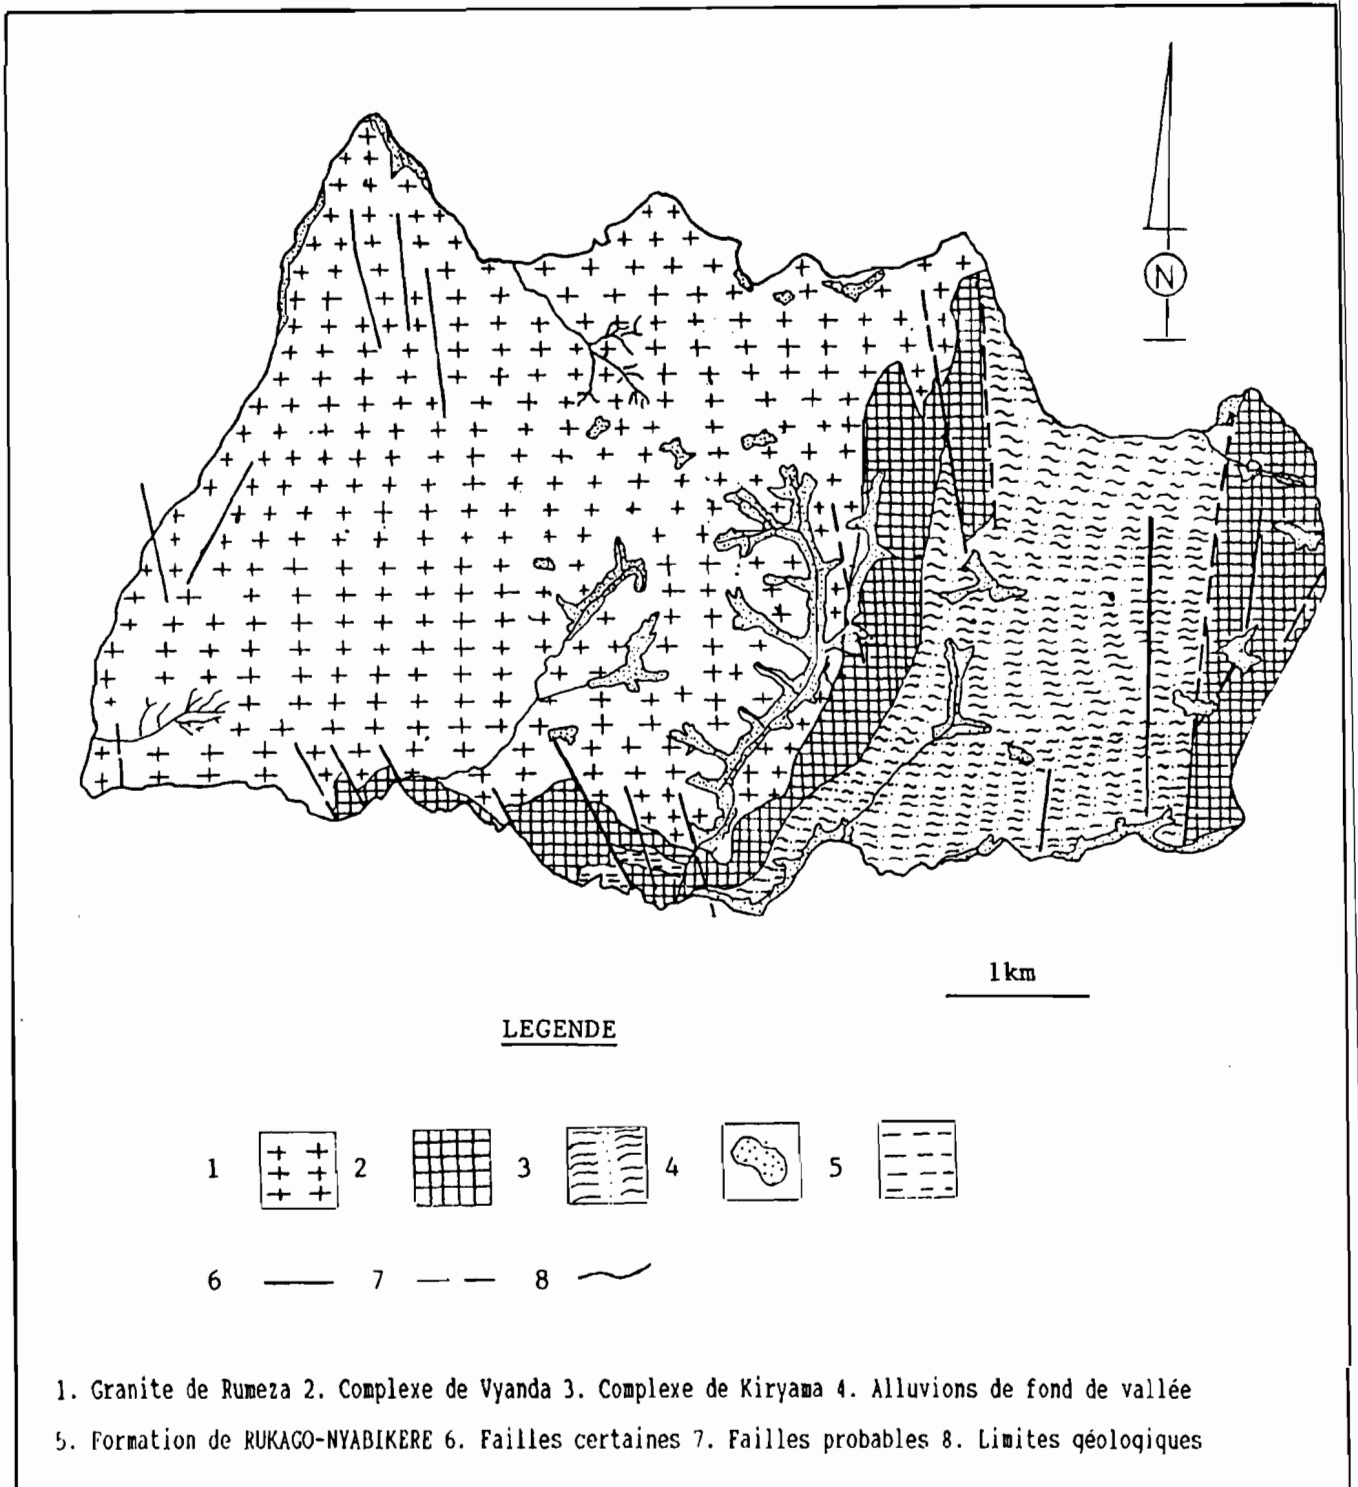 N
1km
LEGENDE
1 2 3 4 5
6 7 8
1. Granite de Rumeza 2. Complexe de Vyanda 3. Complexe de Kiryama 4. Alluvions de fond de vallée
5. Formation de RUKAGO-NYABIKERE 6. Failles certaines 7. Failles probables 8. Limites géologiques